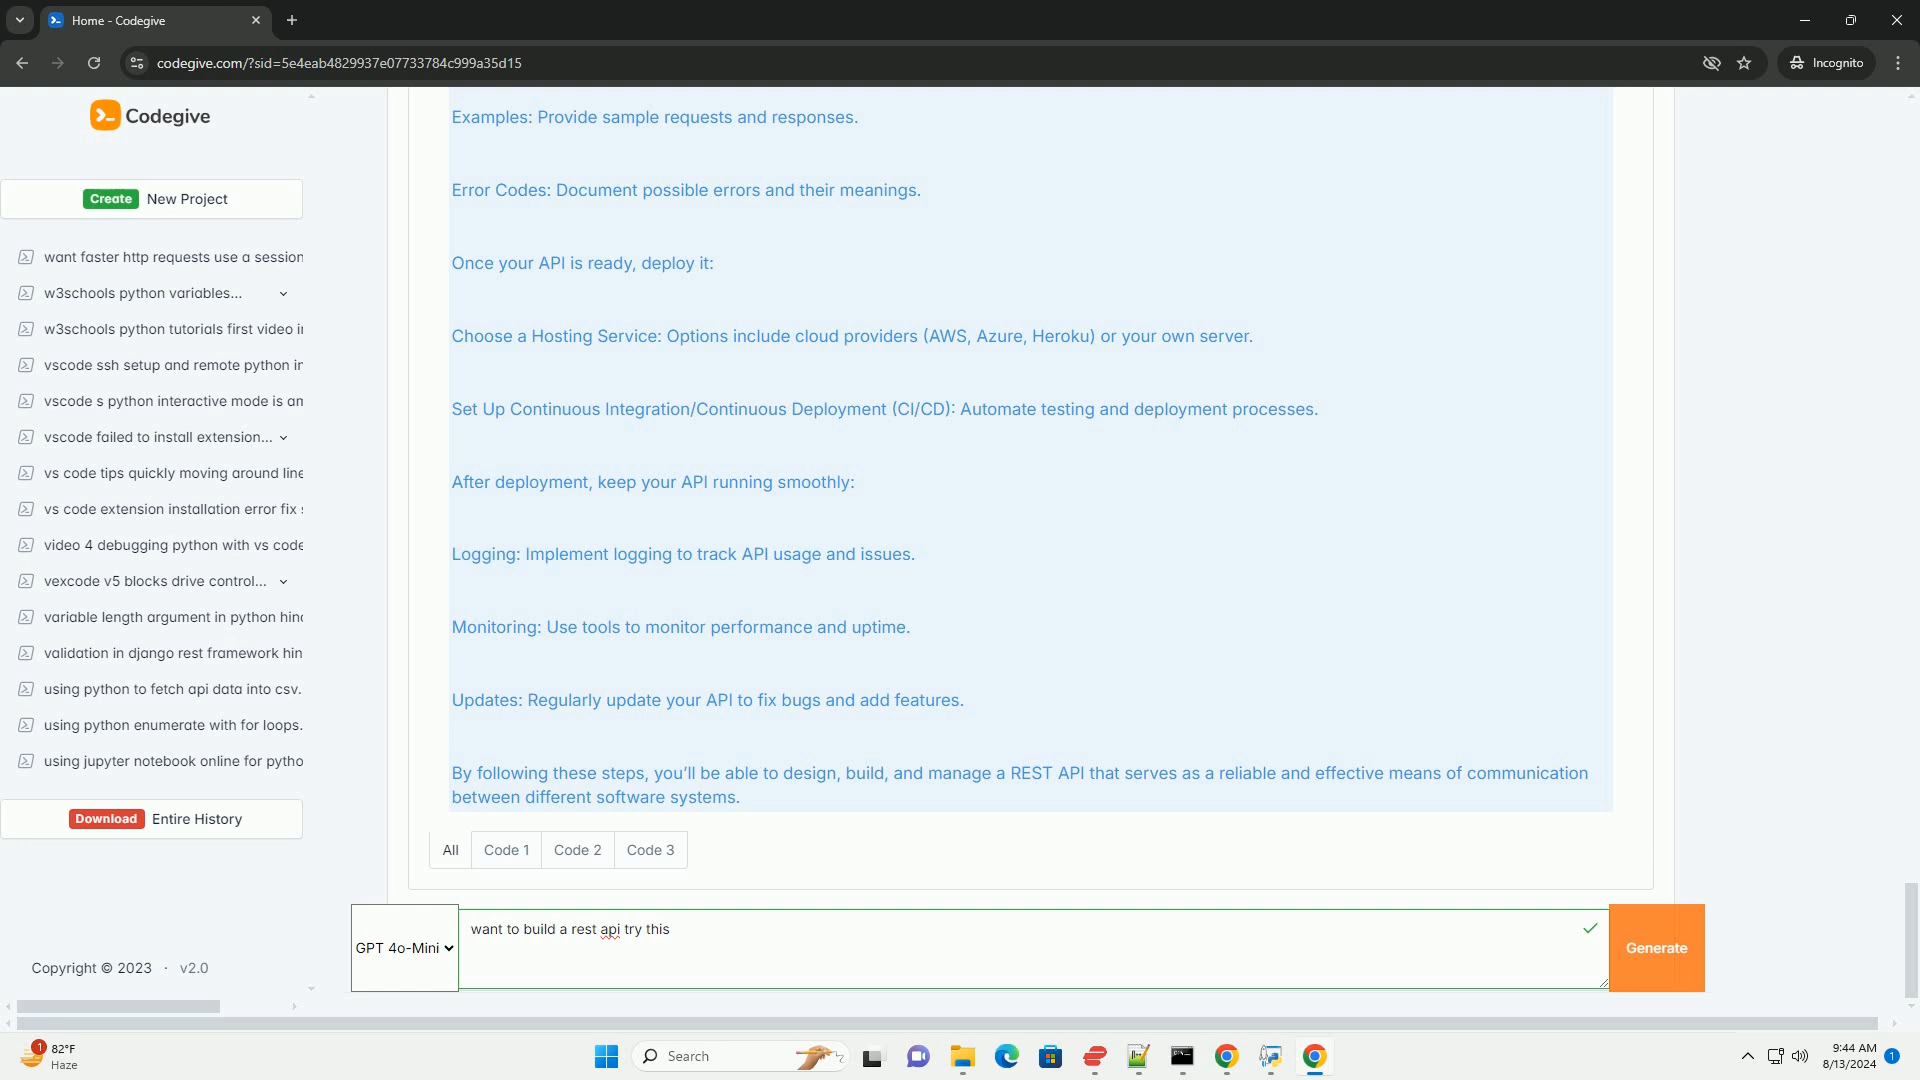 Home - Codegive
codegive.com/?sid=5e4eab4829937e07733784c999a35d15
Incognito
Codegive
Create New Project
want faster http requests use a session
w3schools python variables...
w3schools python tutorials first video i
vscode ssh setup and remote python ir
vscode s python interactive mode is am
vscode failed to install extension...
vs code tips quickly moving around line
vs code extension installation error fix s
video 4 debugging python with vs code
vexcode v5 blocks drive control...
variable length argument in python hind
validation in django rest framework hin
using python to fetch api data into csv.
using python enumerate with for loops.
using jupyter notebook online for pytho
Download Entire History
Copyright © 2023 · v2.0
Examples: Provide sample requests and responses.
Error Codes: Document possible errors and their meanings.
Once your API is ready, deploy it:
Choose a Hosting Service: Options include cloud providers (AWS, Azure, Heroku) or your own server.
Set Up Continuous Integration/Continuous Deployment (CI/CD): Automate testing and deployment processes.
After deployment, keep your API running smoothly:
Logging: Implement logging to track API usage and issues.
Monitoring: Use tools to monitor performance and uptime.
Updates: Regularly update your API to fix bugs and add features.
By following these steps, you'll be able to design, build, and manage a REST API that serves as a reliable and effective means of communication
between different software systems.
All Code 1 Code 2 Code 3
GPT 4o-Mini
want to build a rest api try this
Generate
1
82°F
Haze
Search
9:44 AM
8/13/2024
1